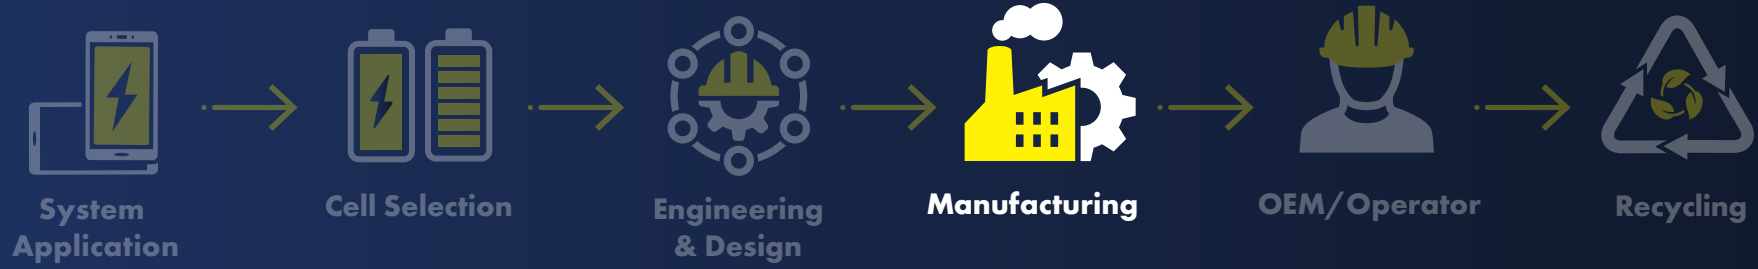 System
Application
Cell Selection
Engineering
& Design
Manufacturing
OEM/Operator
Recycling